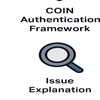 COIN
Authentication
Framework
Issue
Explanation